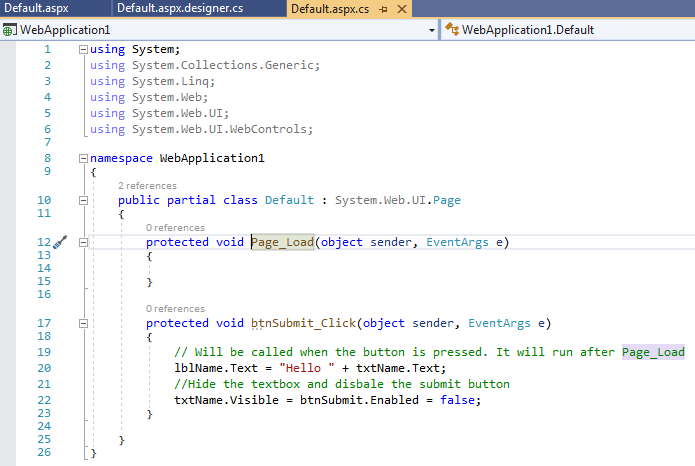 Default.aspx Default.aspx.designer.cs Default.aspx.cs
WebApplication1 WebApplication1.Default
1 using System;
2 using System.Collections.Generic;
3 using System.Linq;
4 using System.Web;
5 using System.Web.UI;
6 using System.Web.UI.WebControls;
7
8 namespace WebApplication1
9 {
2 references
10 public partial class Default : System.Web.UI.Page
11 {
0 references
12 protected void Page_Load(object sender, EventArgs e)
13 {
14
15 }
16
0 references
17 protected void btnSubmit_Click(object sender, EventArgs e)
18 {
19 // Will be called when the button is pressed. It will run after Page_Load
20 lblName.Text = "Hello " + txtName.Text;
21 //Hide the textbox and disbale the submit button
22 txtName.Visible = btnSubmit.Enabled = false;
23 }
24
25 }
26 }